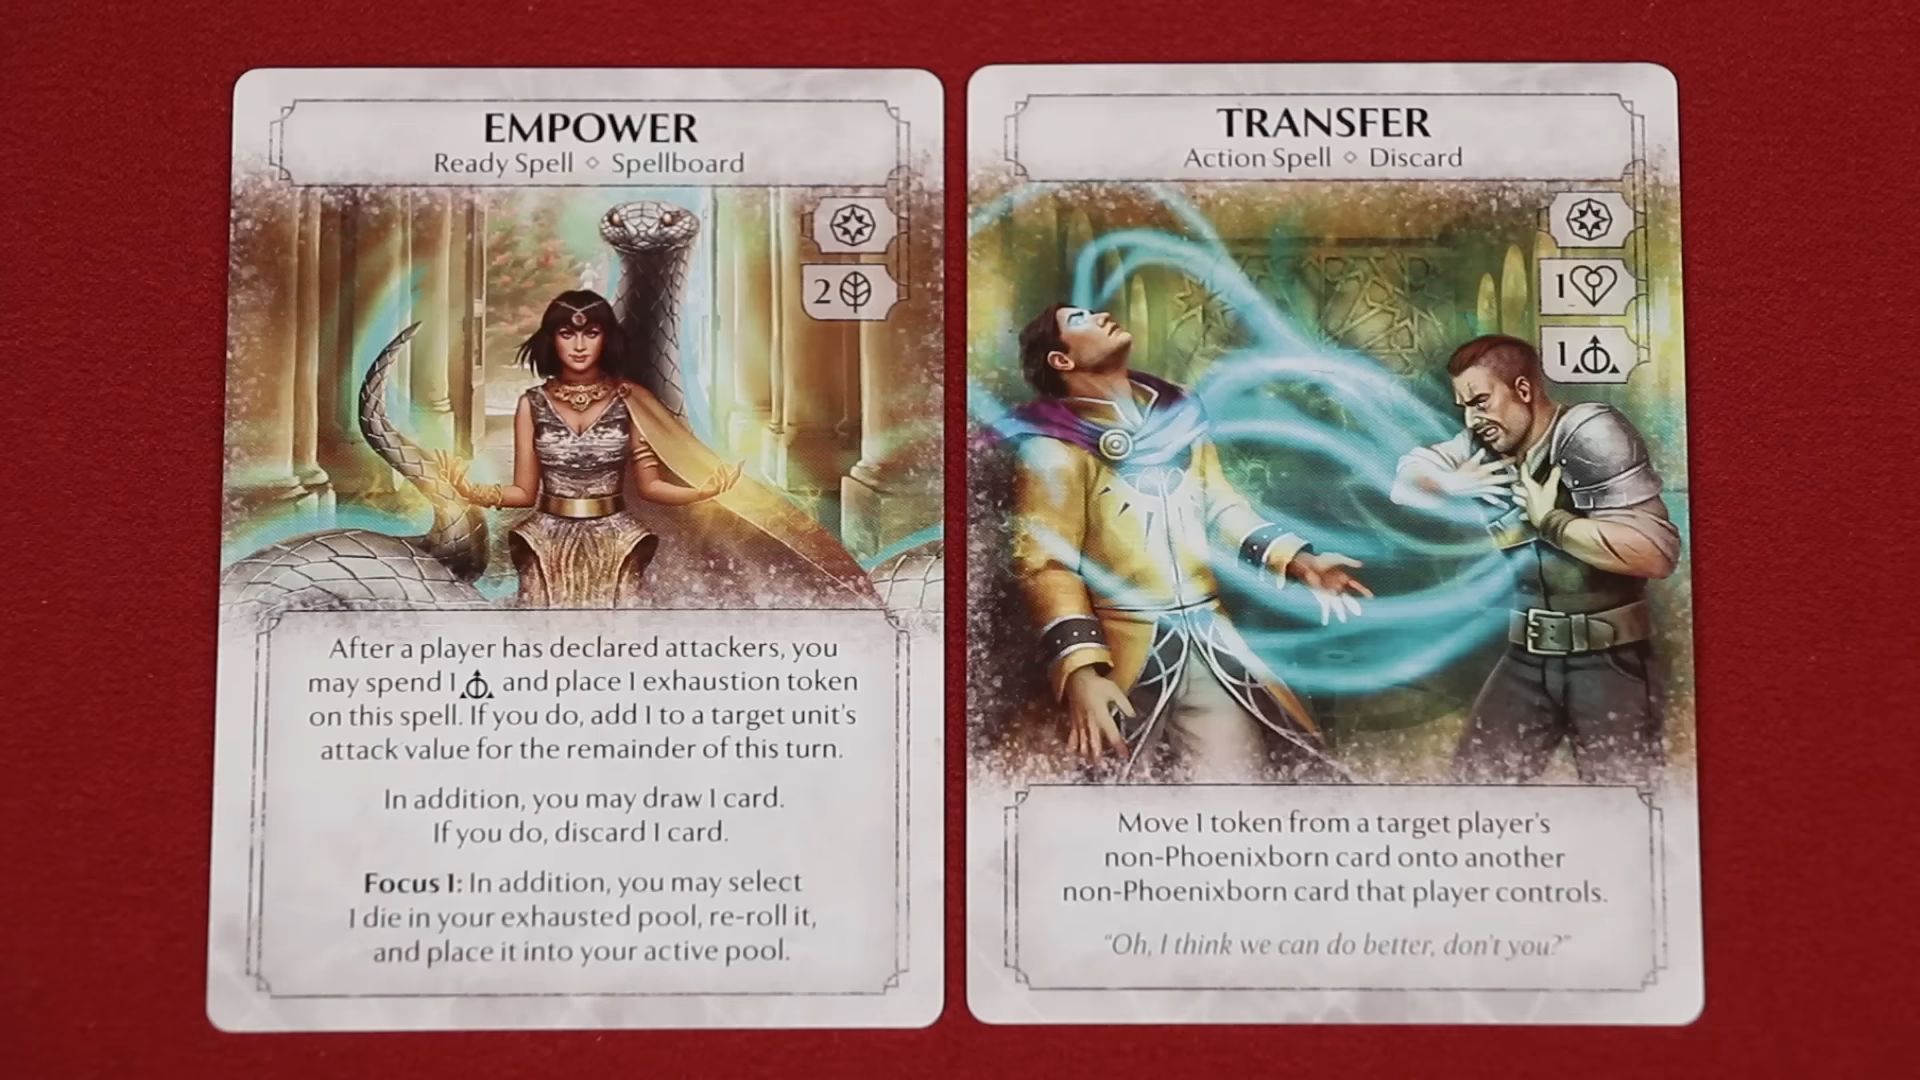 EMPOWER
Ready Spell ◇ Spellboard
2
After a player has declared attackers, you
may spend 1 and place 1 exhaustion token
on this spell. If you do, add 1 to a target unit's
attack value for the remainder of this turn.
In addition, you may draw 1 card.
If you do, discard 1 card.
Focus 1: In addition, you may select
1 die in your exhausted pool, re-roll it,
and place it into your active pool.
TRANSFER
Action Spell ◇ Discard
1
1
Move 1 token from a target player's
non-Phoenixborn card onto another
non-Phoenixborn card that player controls.
"Oh, I think we can do better, don't you?"